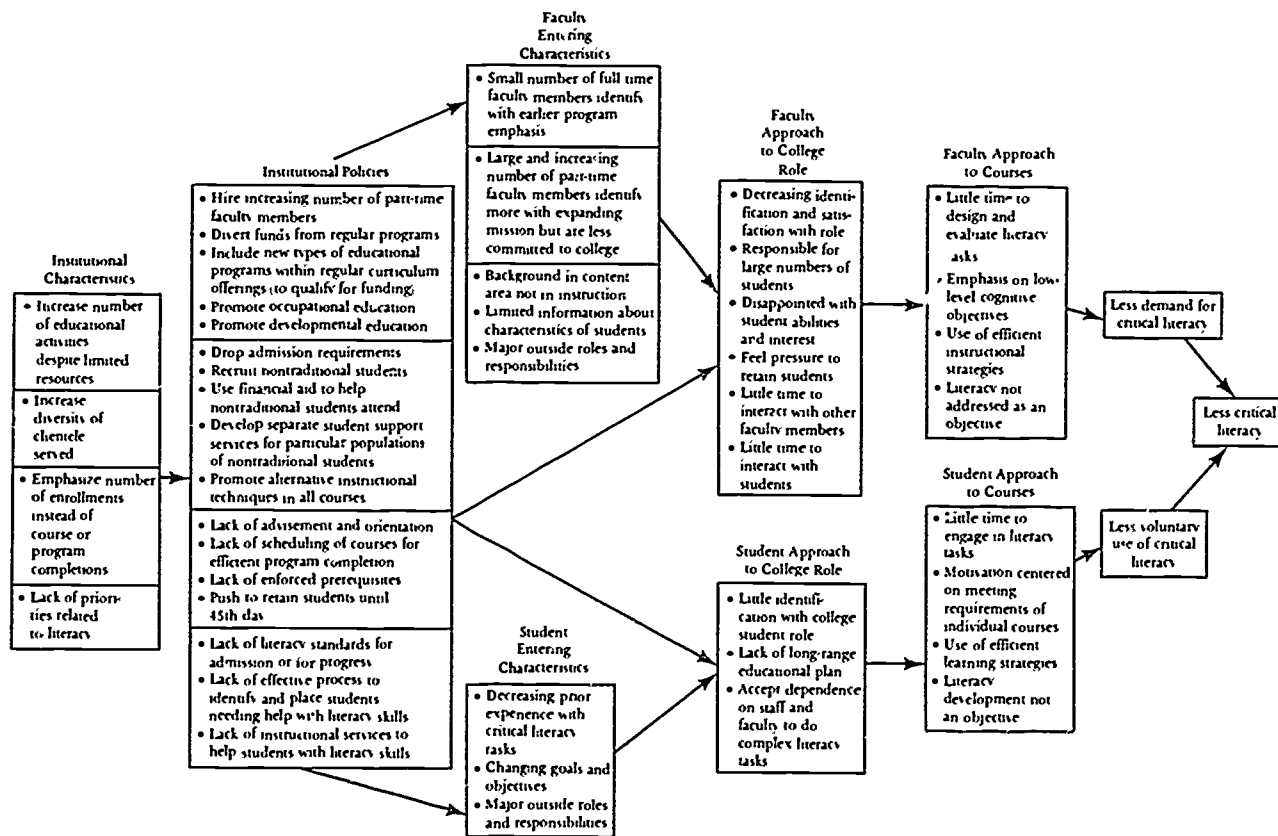 Institutional
Characteristics
• Increase number
of educational
activities
despite limited
resources
• Increase
diversity of
clientele
served
• Emphasize number
of enrollments
instead of
course or
program
completions
• Lack of priori-
ties related
to literacy
Institutional Policies
• Hire increasing number of part-time
faculty members
• Divert funds from regular programs
• Include new types of educational
programs within regular curriculum
offerings (to qualify for funding)
• Promote occupational education
• Promote developmental education
• Drop admission requirements
• Recruit nontraditional students
• Use financial aid to help
nontraditional students attend
• Develop separate student support
services for particular populations
of nontraditional students
• Promote alternative instructional
techniques in all courses
• Lack of advisement and orientation
• Lack of scheduling of courses for
efficient program completion
• Lack of enforced prerequisites
• Push to retain students until
45th day
• Lack of literacy standards for
admission or for progress
• Lack of effective process to
identify and place students
needing help with literacy skills
• Lack of instructional services to
help students with literacy skills
Faculty
Entering
Characteristics
• Small number of full time
faculty members identify
with earlier program
emphasis
• Large and increasing
number of part-time
faculty members identify
more with expanding
mission but are less
committed to college
• Background in content
area not in instruction
• Limited information about
characteristics of students
• Major outside roles and
responsibilities
Student
Entering
Characteristics
• Decreasing prior
experience with
critical literacy
tasks
• Changing goals and
objectives
• Major outside roles
and responsibilities
Faculty
Approach
to College
Role
• Decreasing identi-
fication and satis-
faction with role
• Responsible for
large numbers of
students
• Disappointed with
student abilities
and interest
• Feel pressure to
retain students
• Little time to
interact with other
faculty members
• Little time to
interact with
students
Student Approach
to College Role
• Little identifi-
cation with college
student role
• Lack of long-range
educational plan
• Accept dependence
on staff and
faculty to do
complex literacy
tasks
Faculty Approach
to Courses
• Little time to
design and
evaluate literacy
asks
• Emphasis on low-
level cognitive
objectives
• Use of efficient
instructional
strategies
• Literacy not
addressed as an
objective
Student Approach
to Courses
• Little time to
engage in literacy
tasks
• Motivation centered
on meeting
requirements of
individual courses
• Use of efficient
learning strategies
• Literacy
development not
an objective
Less demand for
critical literacy
Less voluntary
use of critical
literacy
Less critical
literacy